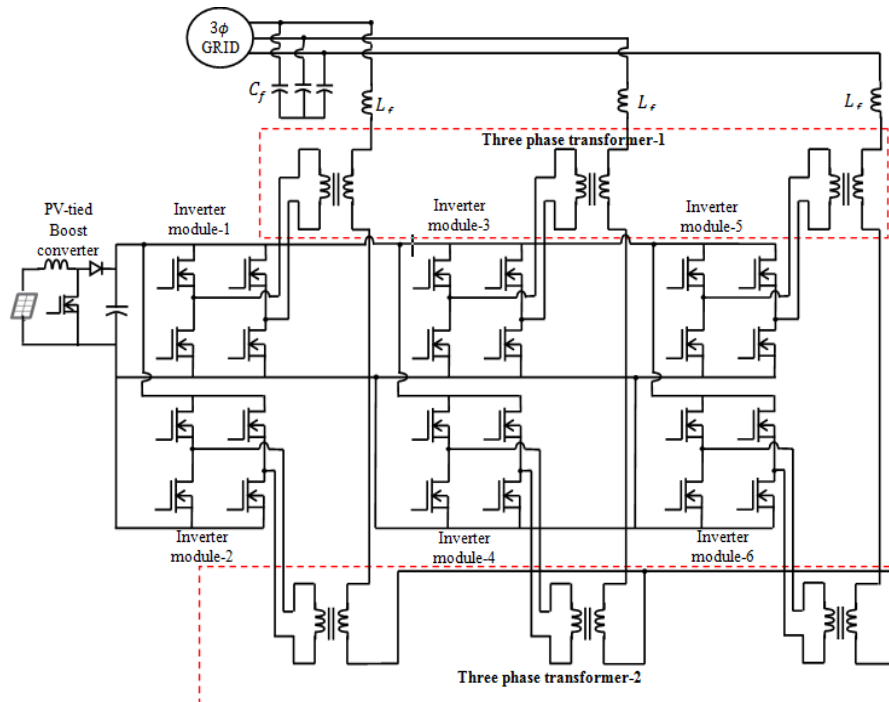 3ϕ
GRID
C_f
L_f
L_f
L_f
Three phase transformer-1
PV-tied
Boost
converter
Inverter
module-1
Inverter
module-3
Inverter
module-5
Inverter
module-2
Inverter
module-4
Inverter
module-6
Three phase transformer-2